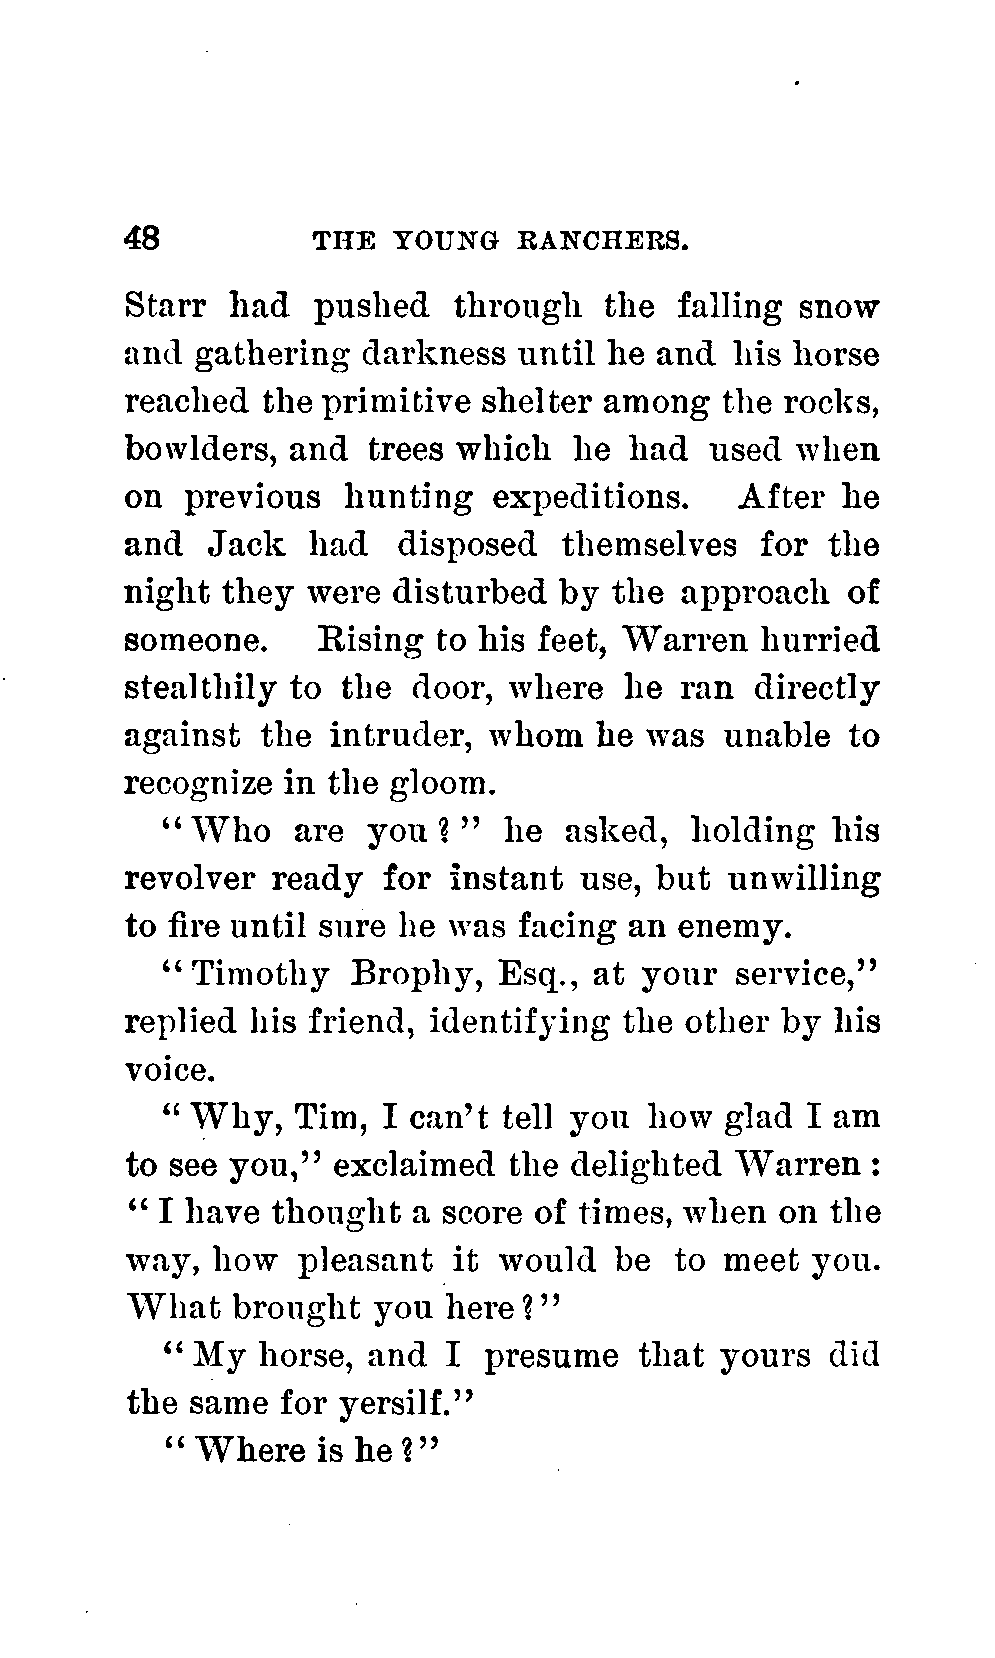 48 THE YOUNG RANCHERS.
Starr had pushed through the falling snow
and gathering darkness until he and his horse
reached the primitive shelter among the rocks,
bowlders, and trees which he had used when
on previous hunting expeditions. After he
and Jack had disposed themselves for the
night they were disturbed by the approach of
someone. Rising to his feet, Warren hurried
stealthily to the door, where he ran directly
against the intruder, whom he was unable to
recognize in the gloom.
“Who are you?” he asked, holding his
revolver ready for instant use, but unwilling
to fire until sure he was facing an enemy.
“Timothy Brophy, Esq., at your service,”
replied his friend, identifying the other by his
voice.
“Why, Tim, I can’t tell you how glad I am
to see you,” exclaimed the delighted Warren :
“I have thought a score of times, when on the
way, how pleasant it would be to meet you.
What brought you here?”
“My horse, and I presume that yours did
the same for yersilf.”
“Where is he?”